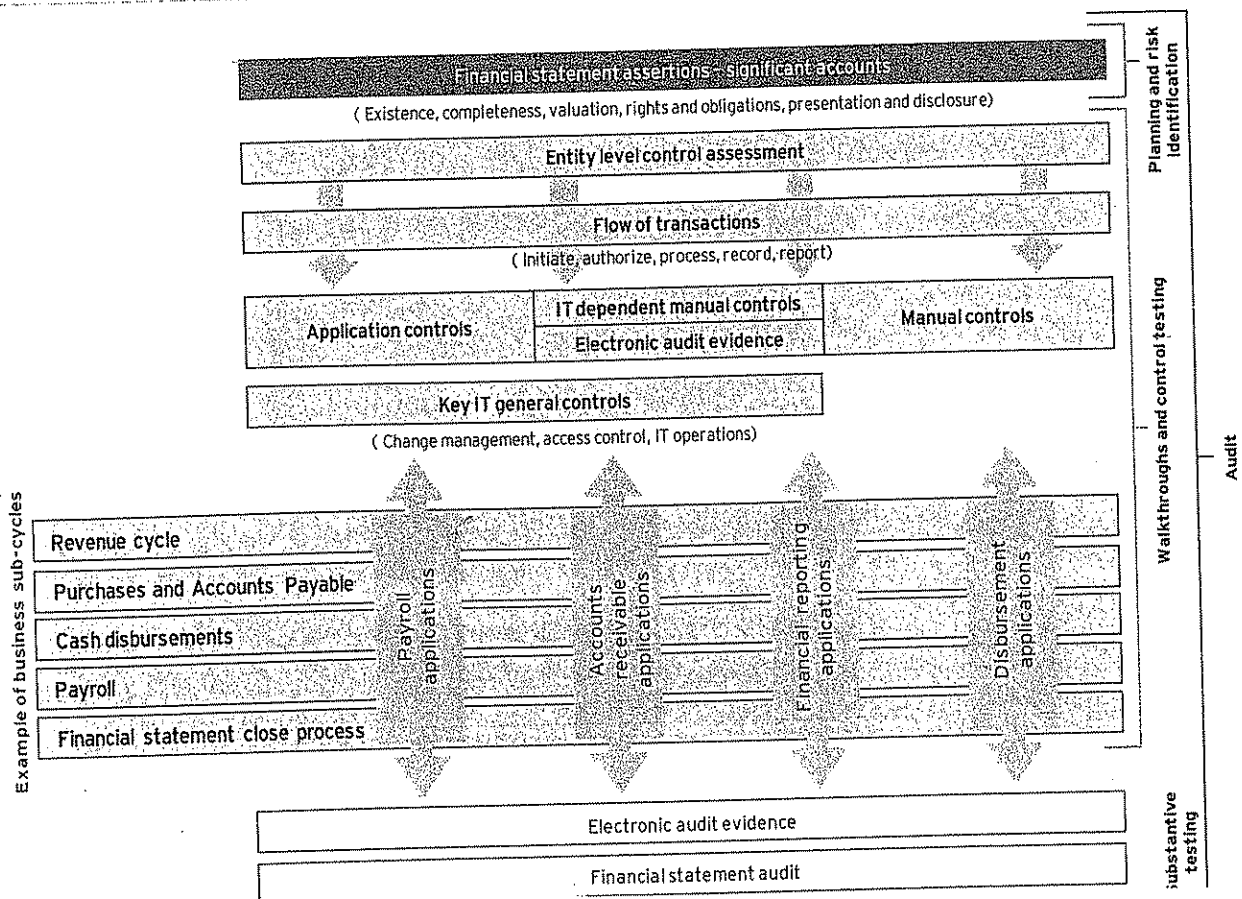 Financial statement assertions - significant accounts
( Existence, completeness, valuation, rights and obligations, presentation and disclosure)
Entity level control assessment
Flow of transactions
( Initiate, authorize, process, record, report)
Application controls
IT dependent manual controls
Electronic audit evidence
Manual controls
Key IT general controls
( Change management, access control, IT operations)
Example of business sub-cycles
Revenue cycle
Purchases and Accounts Payable
Cash disbursements
Payroll
Financial statement close process
Payroll
applications
Accounts
receivable
applications
Financial reporting
applications
Disbursement
applications
Electronic audit evidence
Financial statement audit
Planning and risk
identification
Walkthroughs and control testing
ubstantive
testing
Audit